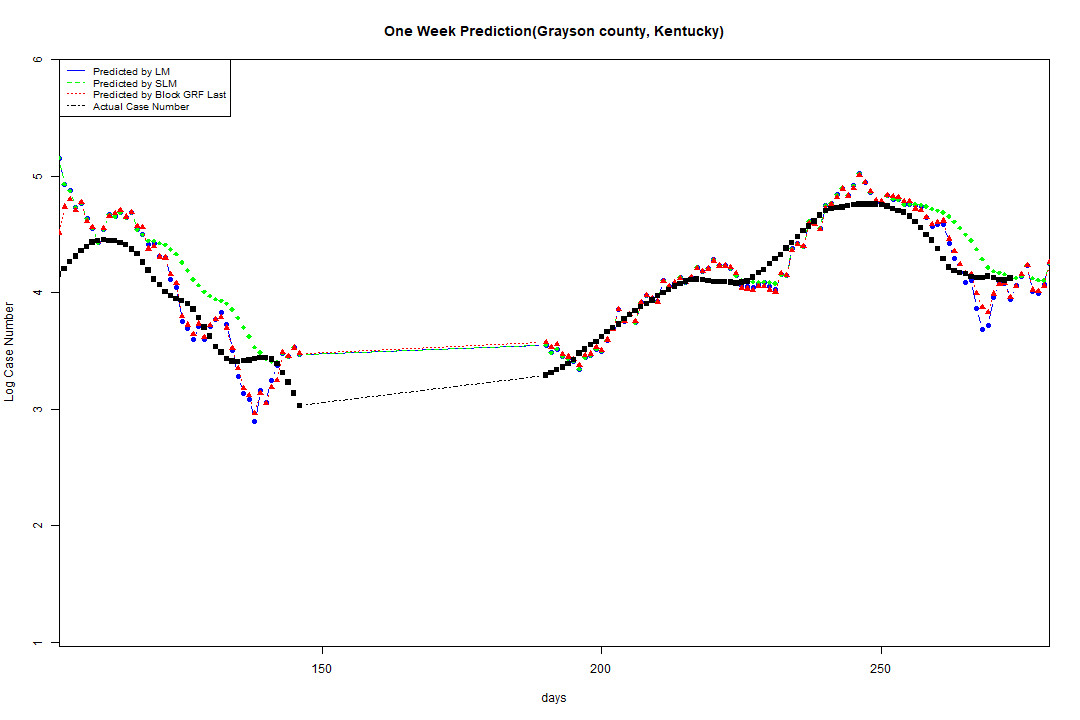 One Week Prediction(Grayson county, Kentucky)
Predicted by LM
Predicted by SLM
Predicted by Block GRF Last
Actual Case Number
6
5
4
3
2
1
Log Case Number
150
200
250
days